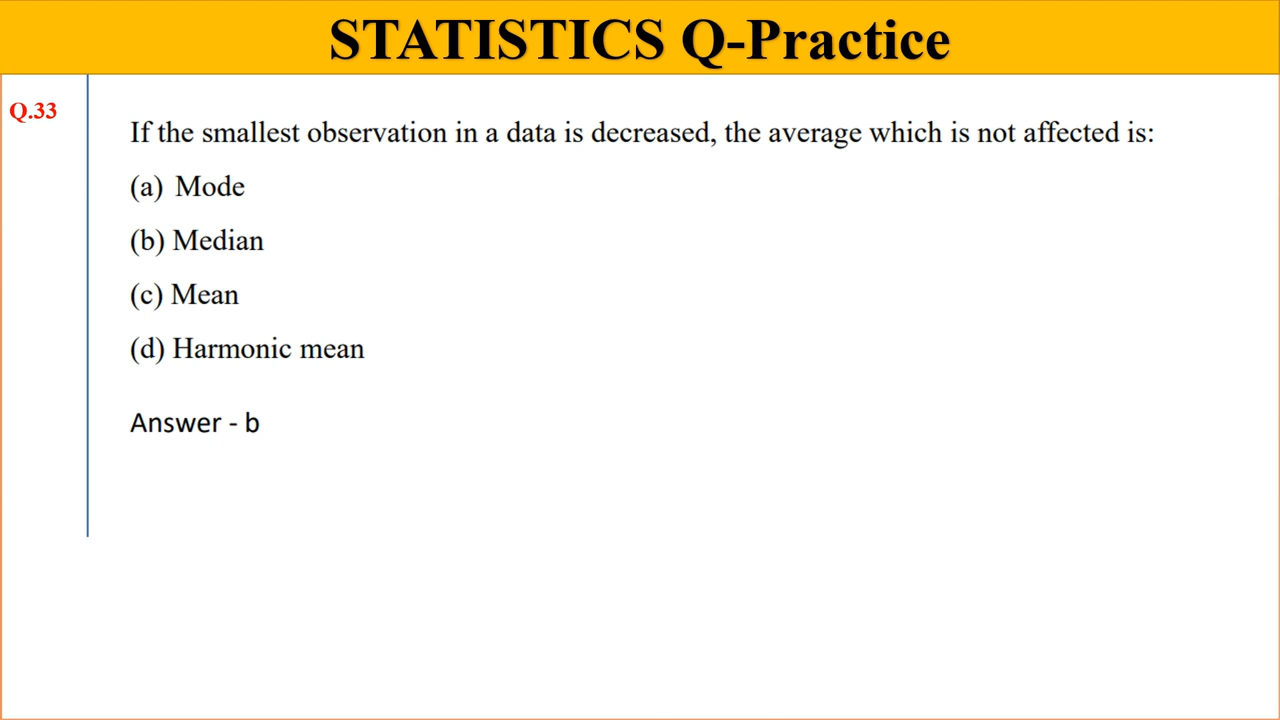 STATISTICS Q-Practice
Q.33
If the smallest observation in a data is decreased, the average which is not affected is:
(a) Mode
(b) Median
(c) Mean
(d) Harmonic mean
Answer - b